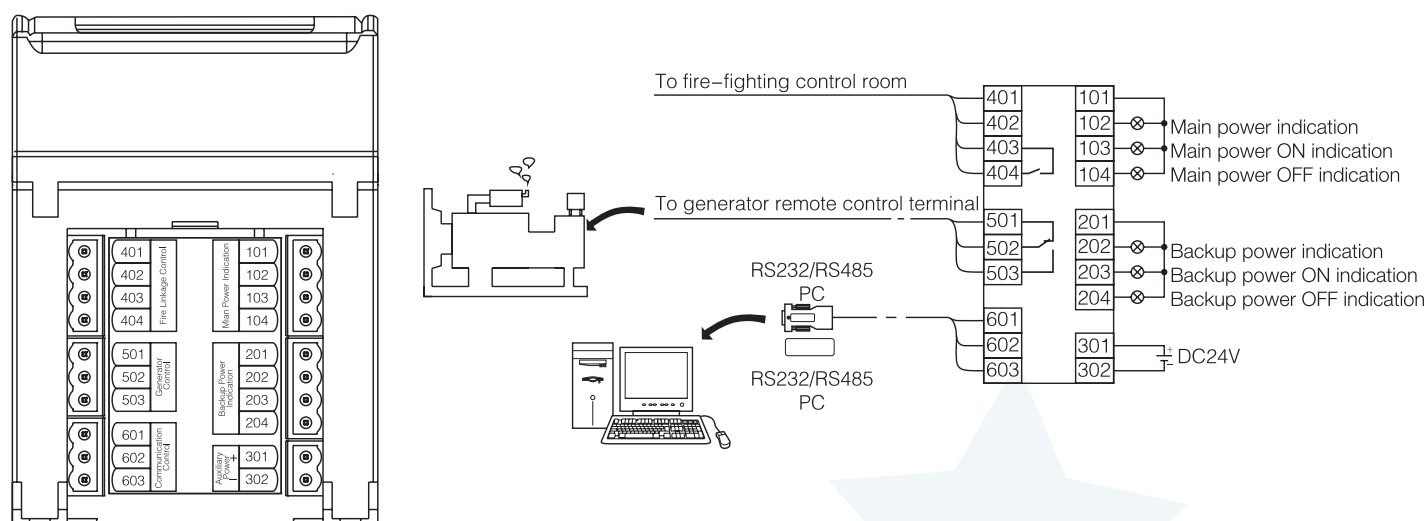 401
402
403
404
Fire Linkage Control
101
102
103
104
Mian Power Indication
501
502
503
Generator
Control
201
202
203
204
Backup Power
Indication
601
602
603
Communication
Control
301
302
Auxiliary
Power
+
−
To fire–fighting control room
To generator remote control terminal
RS232/RS485
PC
RS232/RS485
PC
401
402
403
404
501
502
503
601
602
603
101
102
103
104
201
202
203
204
301
302
Main power indication
Main power ON indication
Main power OFF indication
Backup power indication
Backup power ON indication
Backup power OFF indication
+
−
DC24V